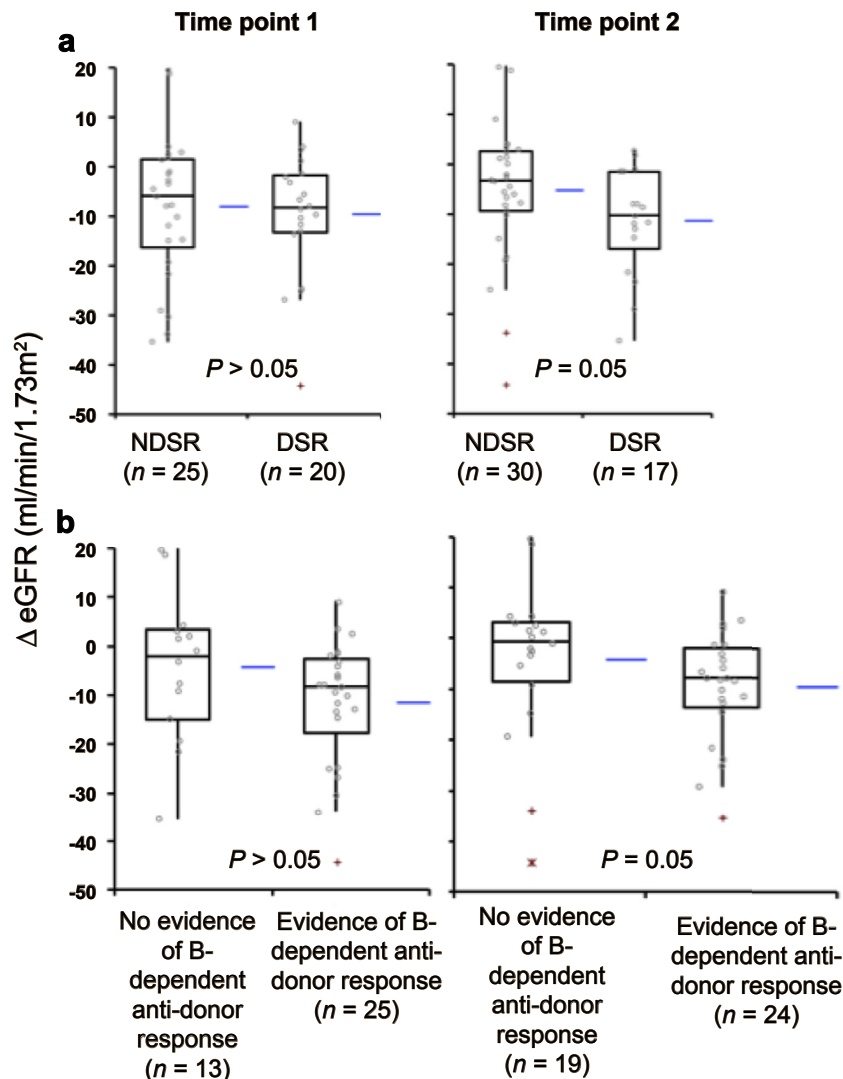 Time point 1
Time point 2
a
20
10
0
-10
-20
-30
-40
-50
P > 0.05
P = 0.05
NDSR
(n = 25)
DSR
(n = 20)
NDSR
(n = 30)
DSR
(n = 17)
Δ eGFR (ml/min/1.73m²)
b
20
10
0
-10
-20
-30
-40
-50
P > 0.05
P = 0.05
No evidence
of B-
dependent
anti-donor
response
(n = 13)
Evidence of B-
dependent anti-
donor response
(n = 25)
No evidence
of B-
dependent
anti-donor
response
(n = 19)
Evidence of B-
dependent anti-
donor response
(n = 24)